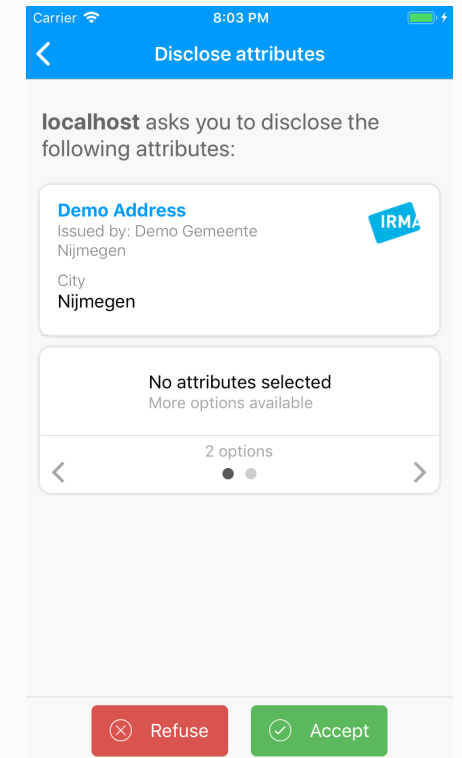 Carrier 8:03 PM
Disclose attributes
localhost asks you to disclose the
following attributes:
Demo Address
IRMA
Issued by: Demo Gemeente
Nijmegen
City
Nijmegen
No attributes selected
More options available
2 options
Refuse Accept